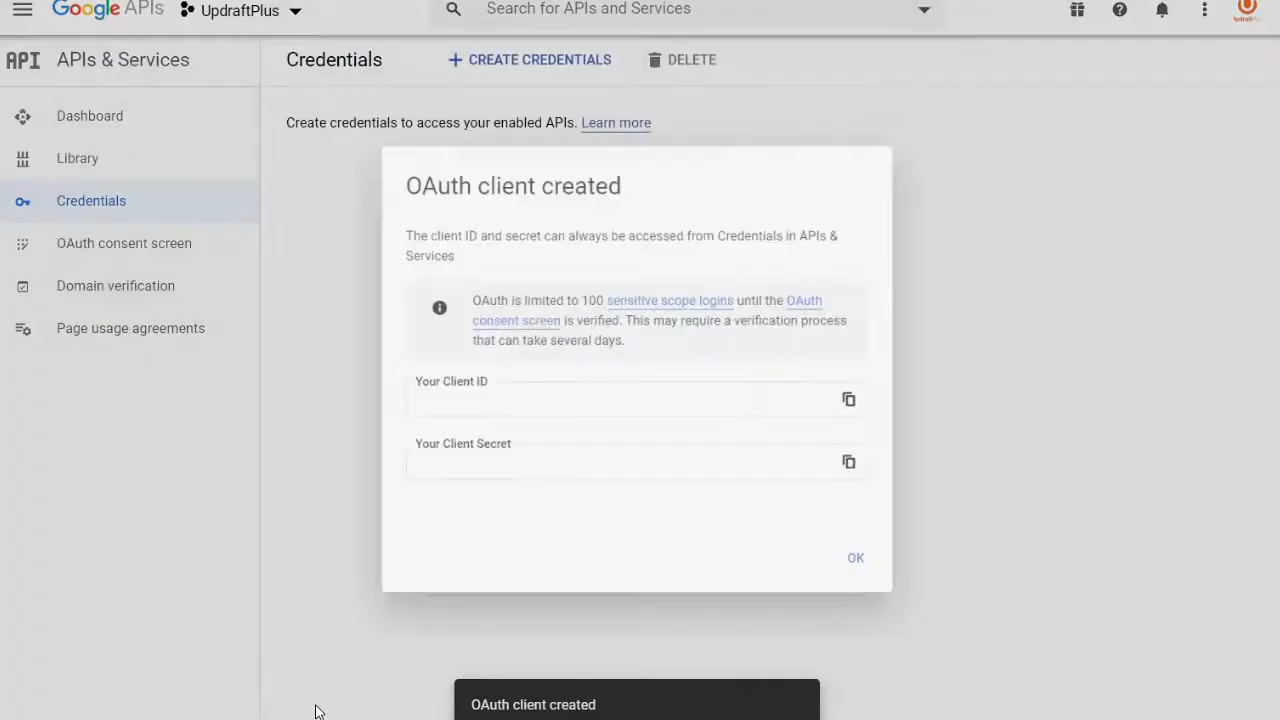 Google APIs
UpdraftPlus
Search for APIs and Services
API APIs & Services
Credentials
CREATE CREDENTIALS
DELETE
Dashboard
Library
Credentials
OAuth consent screen
Domain verification
Page usage agreements
Create credentials to access your enabled APIs. Learn more
OAuth client created
The client ID and secret can always be accessed from Credentials in APIs &
Services
OAuth is limited to 100 sensitive scope logins until the OAuth
consent screen is verified. This may require a verification process
that can take several days.
Your Client ID
Your Client Secret
OK
OAuth client created